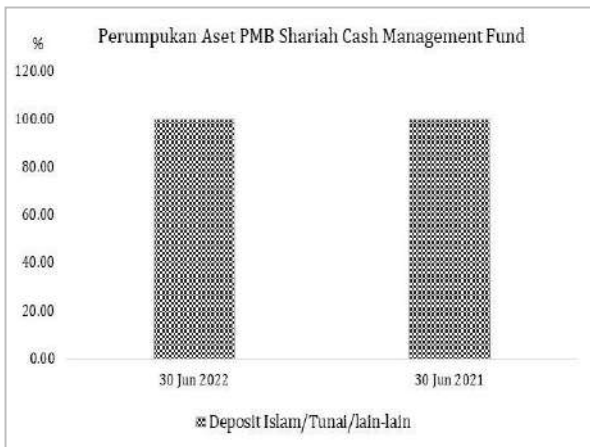 Perumpukan Aset PMB Shariah Cash Management Fund
%
120.00
100.00
80.00
60.00
40.00
20.00
0.00
30 Jun 2022
30 Jun 2021
Deposit Islam/Tunai/lain-lain